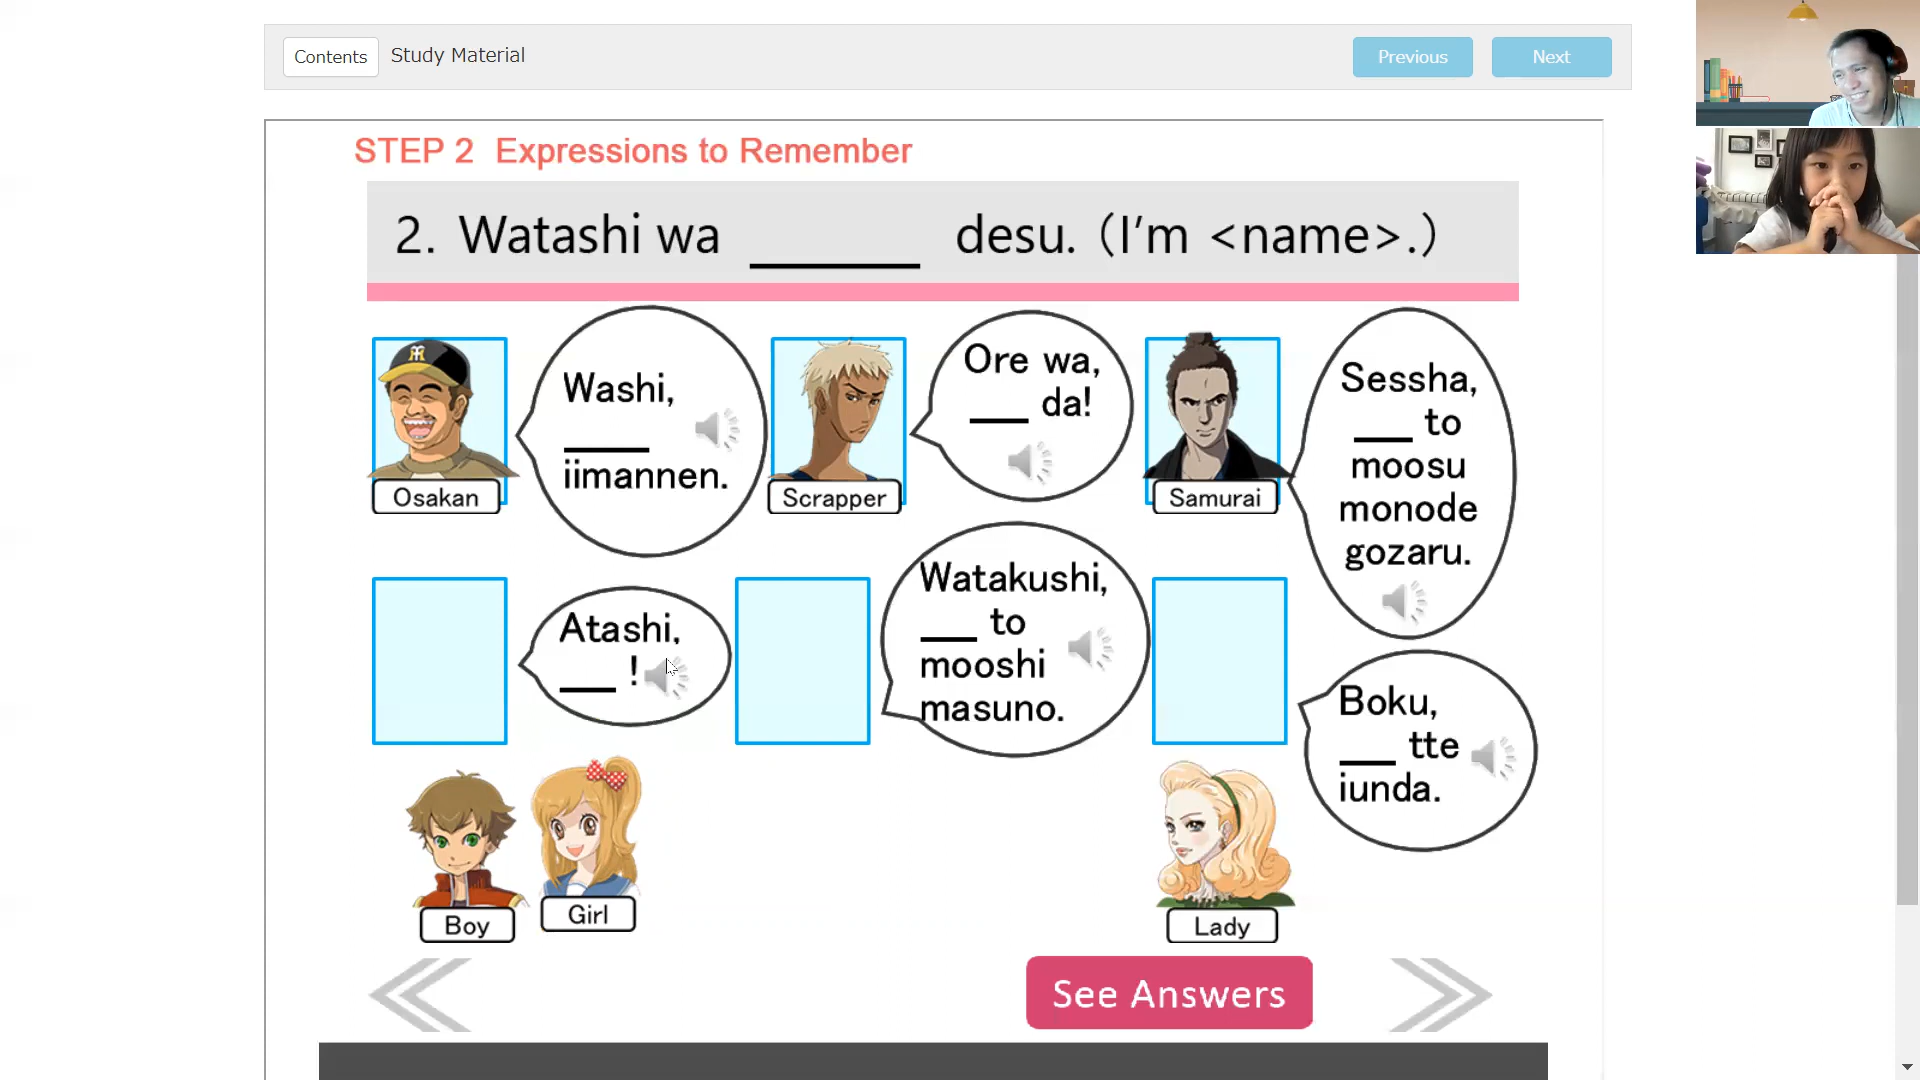 Contents
Study Material
Previous
Next
STEP 2 Expressions to Remember
2. Watashi wa ______ desu. (I'm <name>.)
Washi,
____
iimannen.
Osakan
Ore wa,
___ da!
Scrapper
Sessha,
___ to
moosu
monode
gozaru.
Samurai
Atashi,
___ !
Watakushi,
___ to
mooshi
masuno.
Boku,
___ tte
iunda.
Boy
Girl
Lady
See Answers